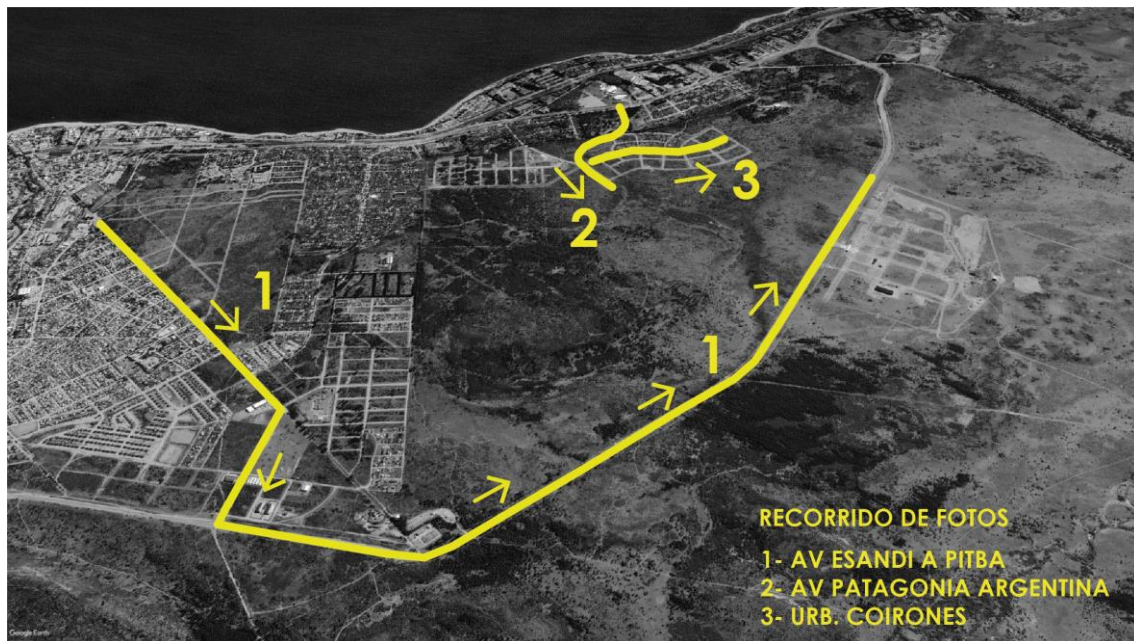 1
2
3
1
RECORRIDO DE FOTOS
1- AV ESANDI A PITBA
2- AV PATAGONIA ARGENTINA
3- URB. COIRONES
Google Earth